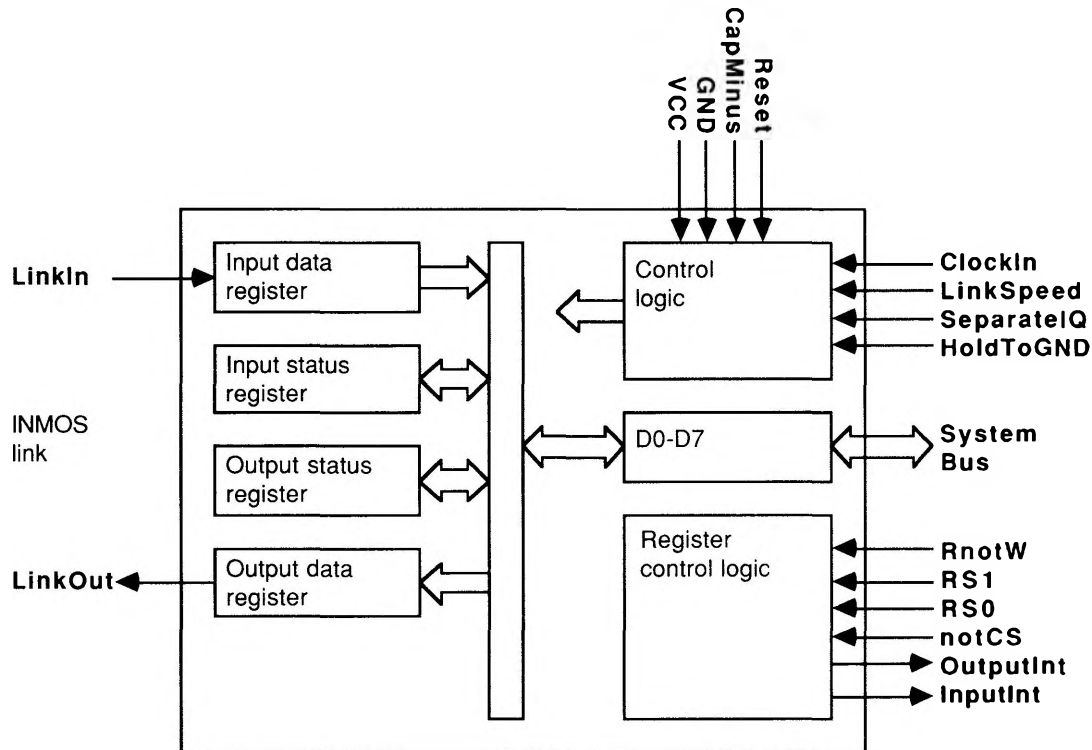 VCC
GND
CapMinus
Reset
LinkIn
Input data
register
Control
logic
ClockIn
LinkSpeed
SeparateIQ
HoldToGND
Input status
register
INMOS
link
D0-D7
System
Bus
Output status
register
Register
control logic
RnotW
LinkOut
Output data
register
RS1
RS0
notCS
OutputInt
InputInt